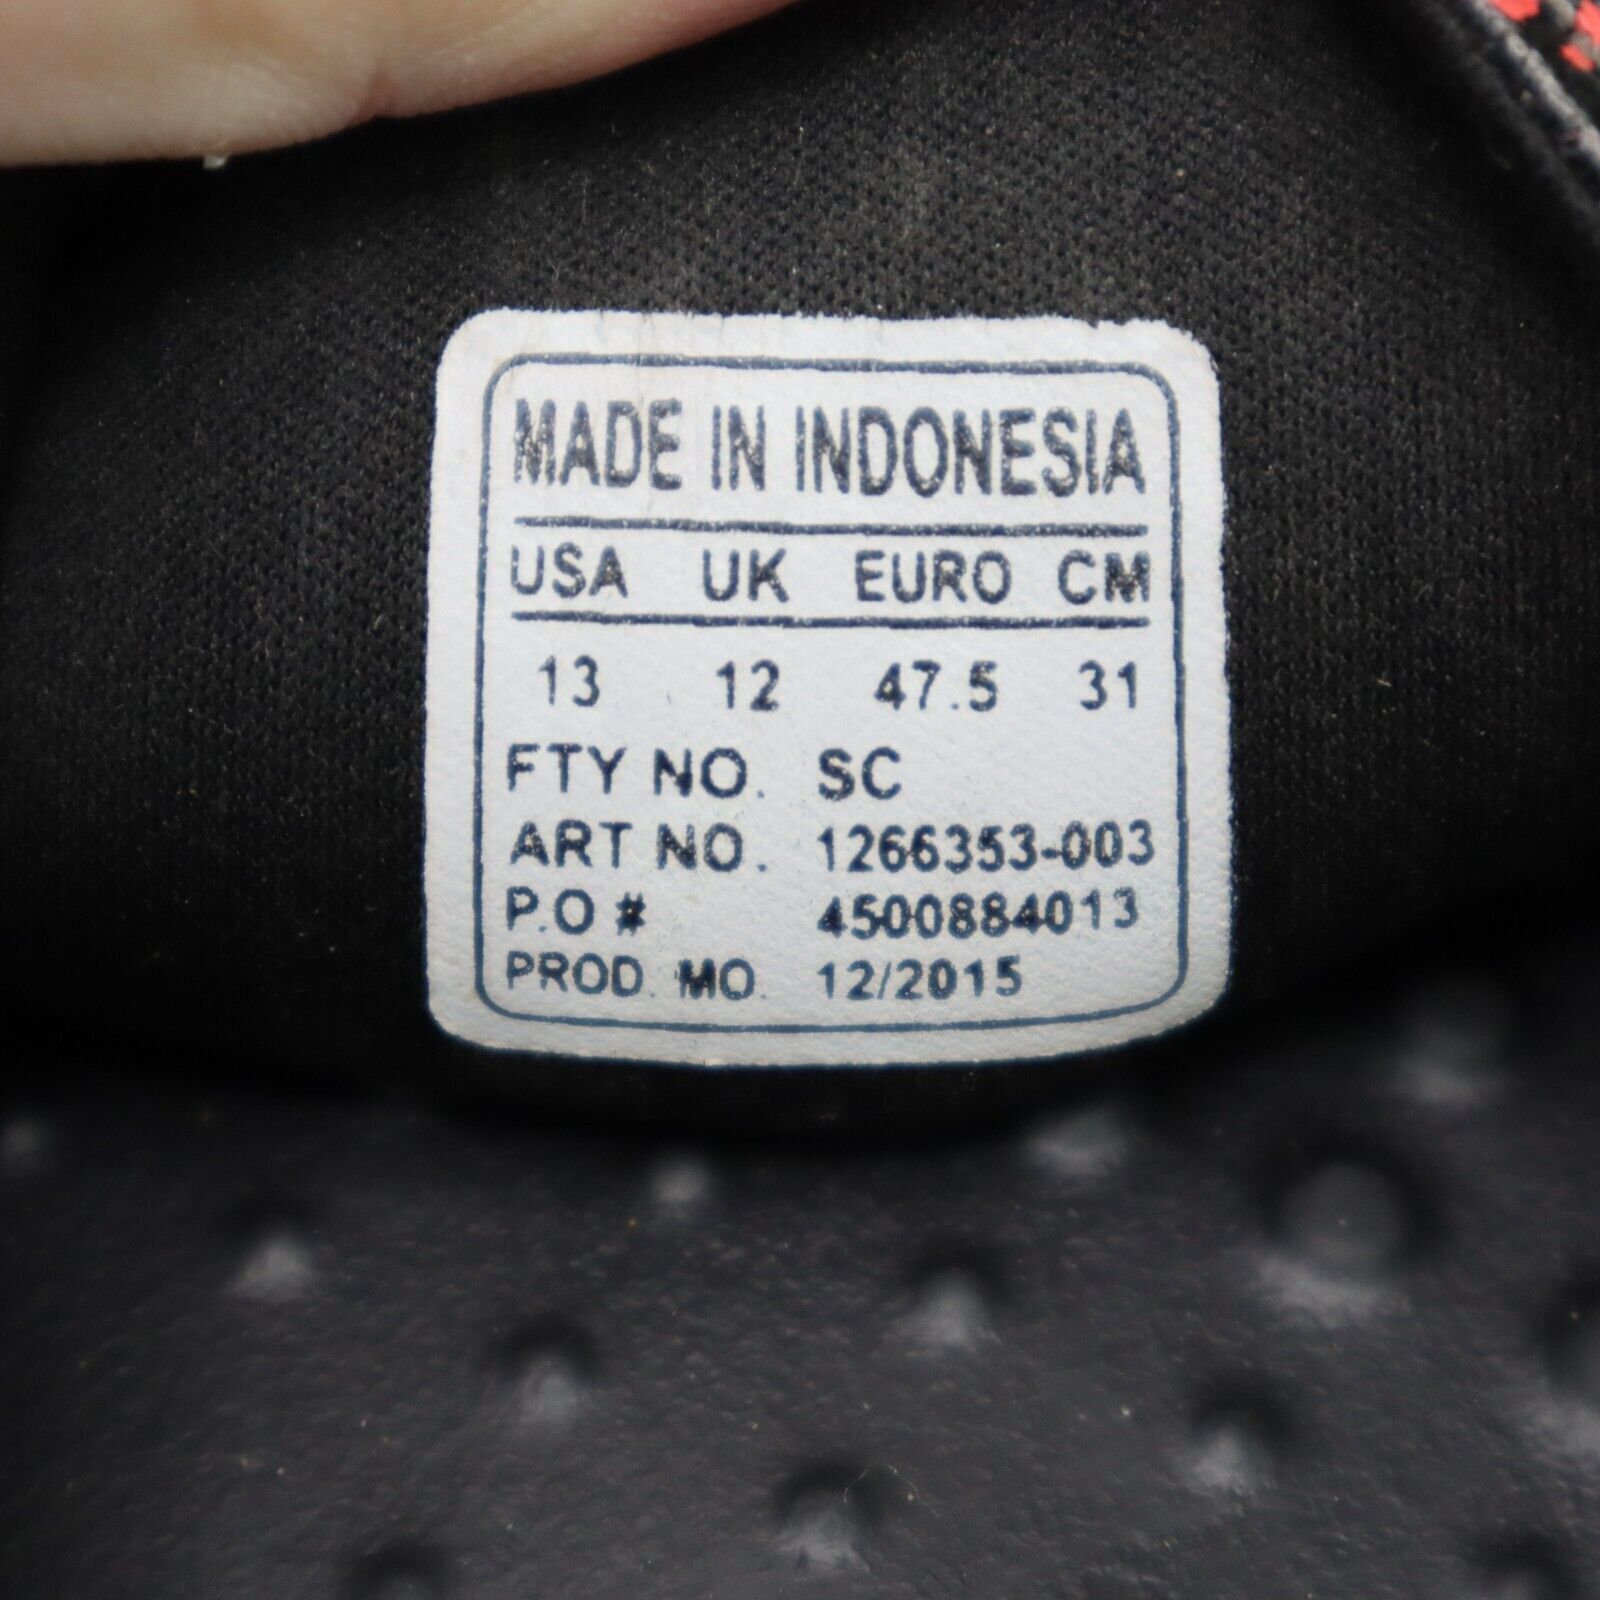 MADE IN INDONESIA
USA UK EURO CM
13 12 47.5 31
FTY NO. SC
ART NO. 1266353-003
P.O # 4500884013
PROD. MO. 12/2015